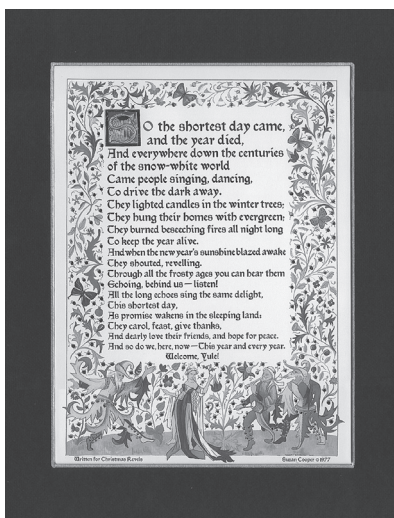 So the shortest day came,
and the year died,
And everywhere down the centuries
of the snow-white world
Came people singing, dancing,
To drive the dark away.
They lighted candles in the winter trees;
They hung their homes with evergreen;
They burned beseeching fires all night long
To keep the year alive.
And when the new year's sunshine blazed awake
They shouted, revelling.
Through all the frosty ages you can hear them
Echoing, behind us—listen!
All the long echoes sing the same delight,
This shortest day,
As promise wakens in the sleeping land:
They carol, feast, give thanks,
And dearly love their friends, and hope for peace.
And so do we, here, now—This year and every year.
Welcome, Yule!
Written for Christmas Revels
Susan Cooper © 1977